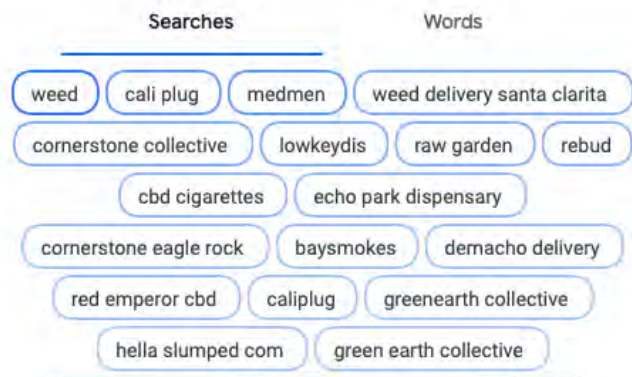 Searches Words
weed cali plug medmen weed delivery santa clarita
cornerstone collective lowkeydis raw garden rebud
cbd cigarettes echo park dispensary
cornerstone eagle rock baysmokes demacho delivery
red emperor cbd caliplug greenearth collective
hella slumped com green earth collective